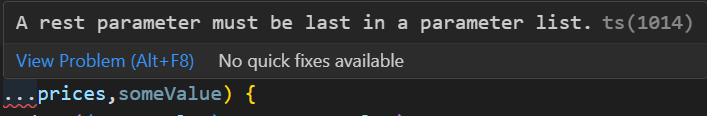 A rest parameter must be last in a parameter list. ts(1014)
View Problem (Alt+F8) No quick fixes available
...prices,someValue) {